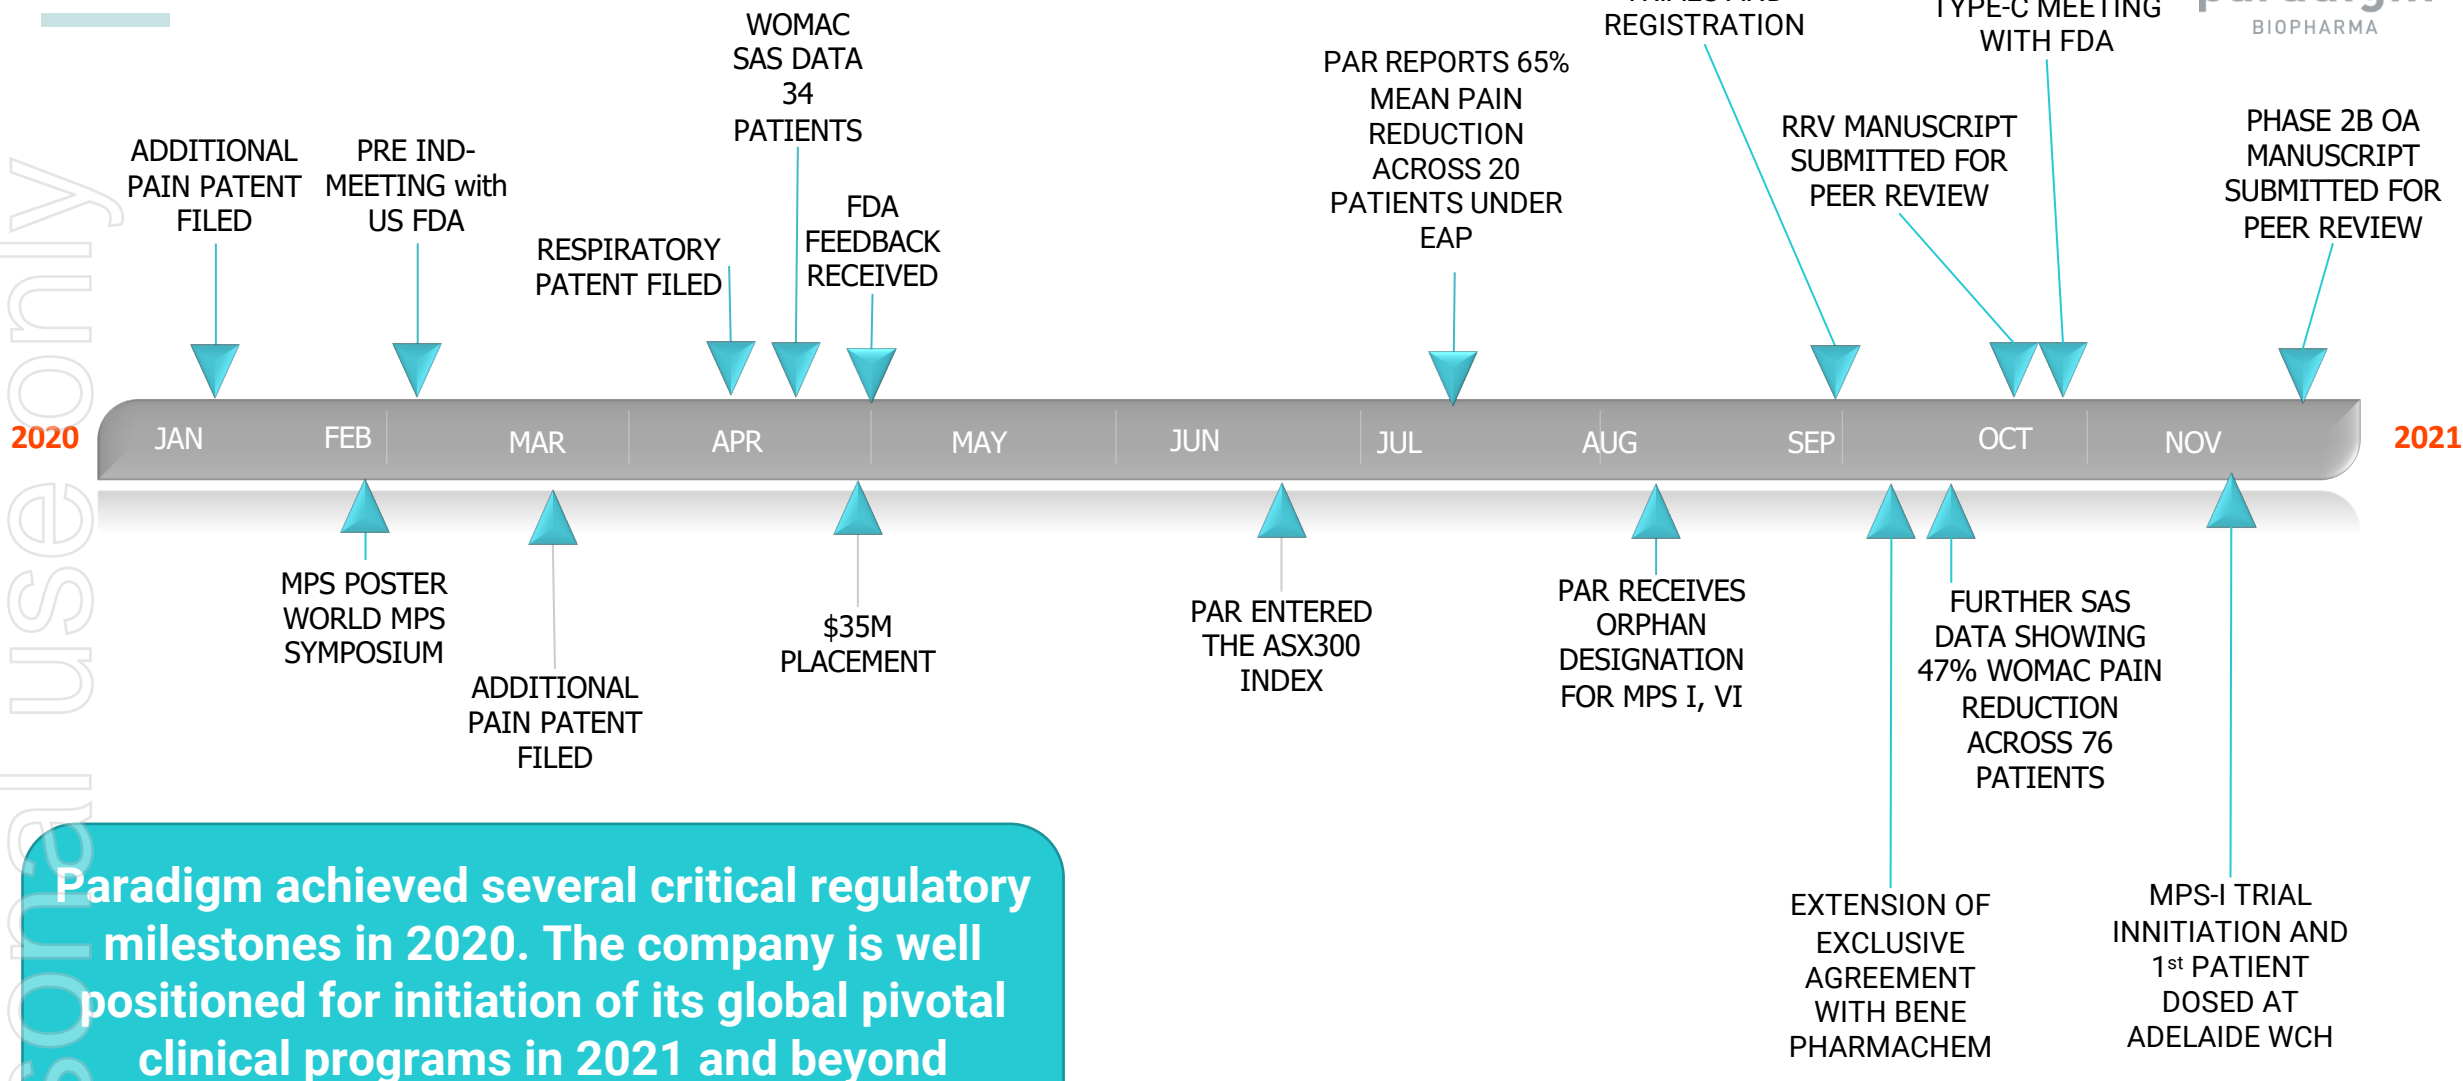 WOMAC
SAS DATA
34
PATIENTS
REGISTRATION
TYPE-C MEETING
WITH FDA
BIOPHARMA
PAR REPORTS 65%
MEAN PAIN
REDUCTION
ACROSS 20
PATIENTS UNDER
EAP
ADDITIONAL
PAIN PATENT
FILED
PRE IND-
MEETING with
US FDA
RESPIRATORY
PATENT FILED
FDA
FEEDBACK
RECEIVED
RRV MANUSCRIPT
SUBMITTED FOR
PEER REVIEW
PHASE 2B OA
MANUSCRIPT
SUBMITTED FOR
PEER REVIEW
2020 JAN FEB MAR APR MAY JUN JUL AUG SEP OCT NOV 2021
MPS POSTER
WORLD MPS
SYMPOSIUM
ADDITIONAL
PAIN PATENT
FILED
$35M
PLACEMENT
PAR ENTERED
THE ASX300
INDEX
PAR RECEIVES
ORPHAN
DESIGNATION
FOR MPS I, VI
FURTHER SAS
DATA SHOWING
47% WOMAC PAIN
REDUCTION
ACROSS 76
PATIENTS
EXTENSION OF
EXCLUSIVE
AGREEMENT
WITH BENE
PHARMACHEM
MPS-I TRIAL
INNITIATION AND
1st PATIENT
DOSED AT
ADELAIDE WCH
Paradigm achieved several critical regulatory
milestones in 2020. The company is well
positioned for initiation of its global pivotal
clinical programs in 2021 and beyond
sonal use only